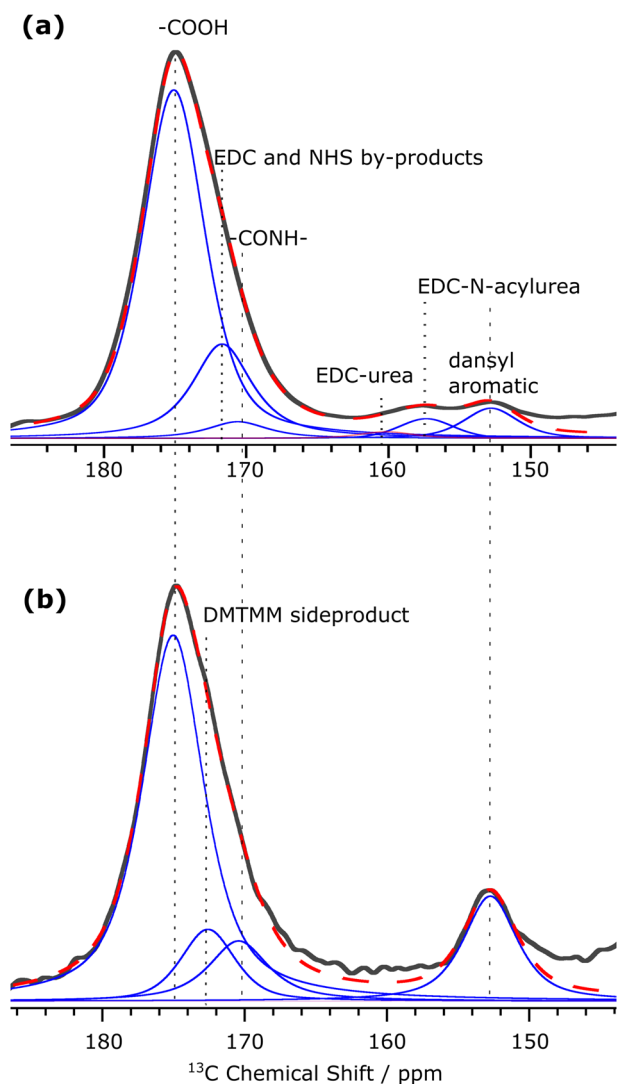 (a)
-COOH
EDC and NHS by-products
-CONH-
EDC-N-acylurea
EDC-urea
dansyl
aromatic
180 170 160 150
(b)
DMTMM sideproduct
180 170 160 150
¹³C Chemical Shift / ppm